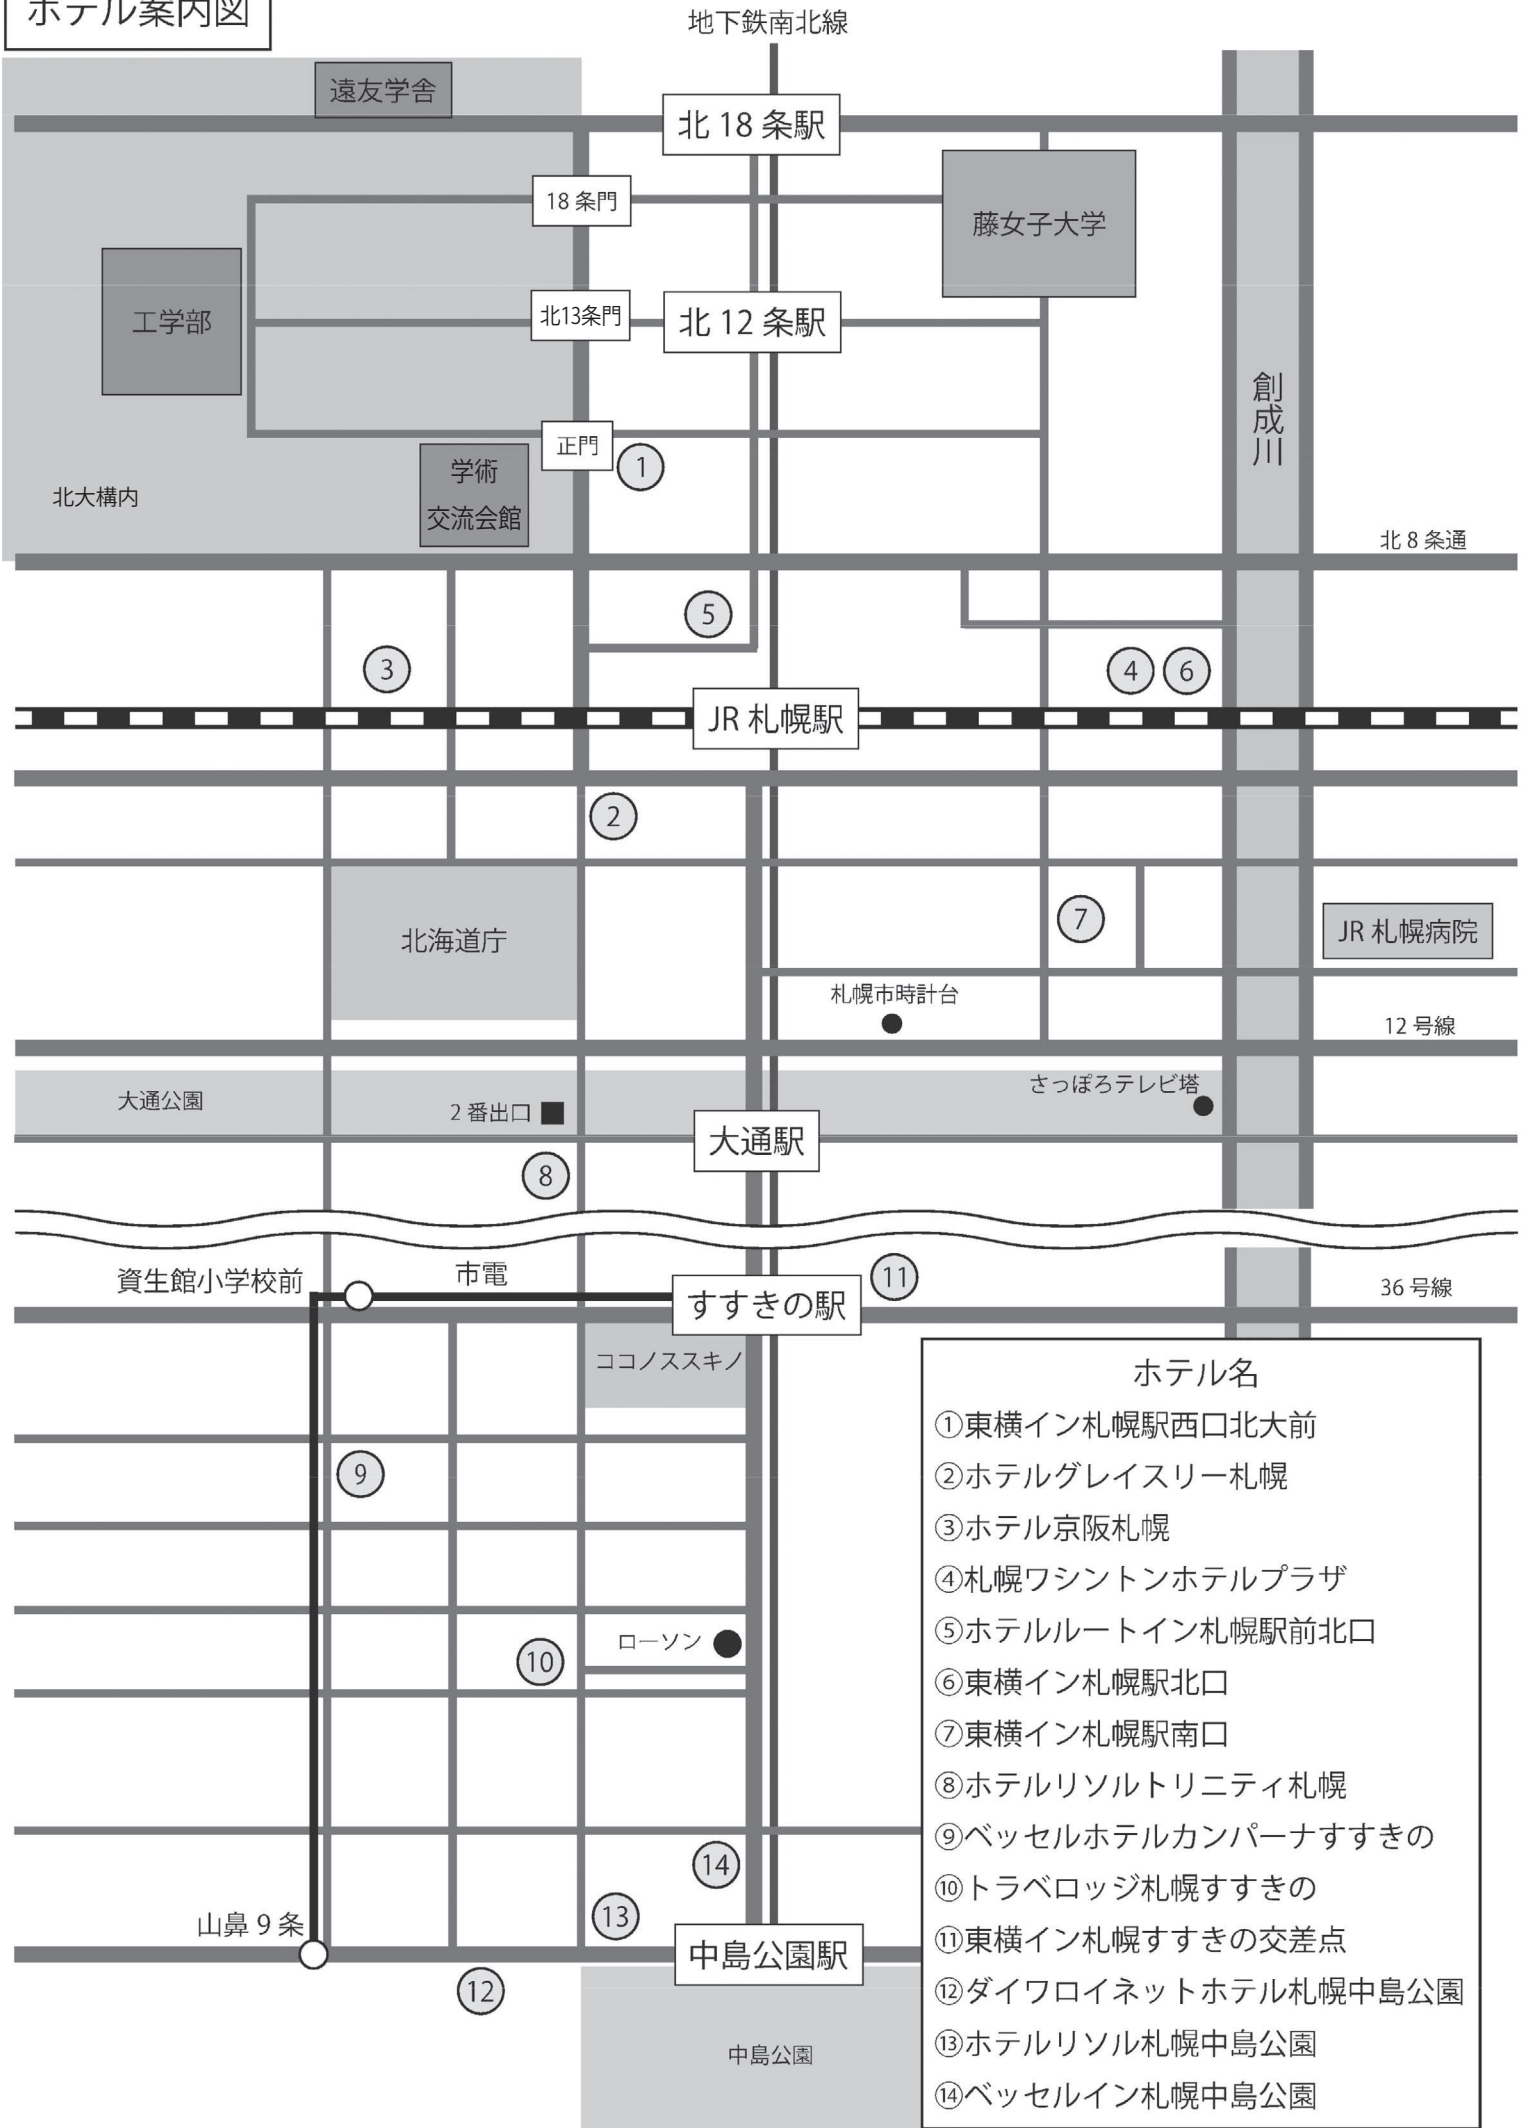 ホテル案内図
地下鉄南北線
遠友学舎
北 18 条駅
18 条門
藤女子大学
工学部
北13条門
北 12 条駅
創成川
正門
①
学術
交流会館
北大構内
北 8 条通
⑤
③
④
⑥
JR 札幌駅
②
⑦
北海道庁
JR 札幌病院
札幌市時計台
12 号線
大通公園
2 番出口
さっぽろテレビ塔
大通駅
⑧
資生館小学校前
市電
すすきの駅
⑪
36 号線
ココノススキノ
⑨
ローソン
⑩
⑭
⑬
山鼻 9 条
中島公園駅
⑫
中島公園
ホテル名
①東横イン札幌駅西口北大前
②ホテルグレイスリー札幌
③ホテル京阪札幌
④札幌ワシントンホテルプラザ
⑤ホテルルートイン札幌駅前北口
⑥東横イン札幌駅北口
⑦東横イン札幌駅南口
⑧ホテルリソルトリニティ札幌
⑨ベッセルホテルカンパーナすすきの
⑩トラベロッジ札幌すすきの
⑪東横イン札幌すすきの交差点
⑫ダイワロイネットホテル札幌中島公園
⑬ホテルリソル札幌中島公園
⑭ベッセルイン札幌中島公園